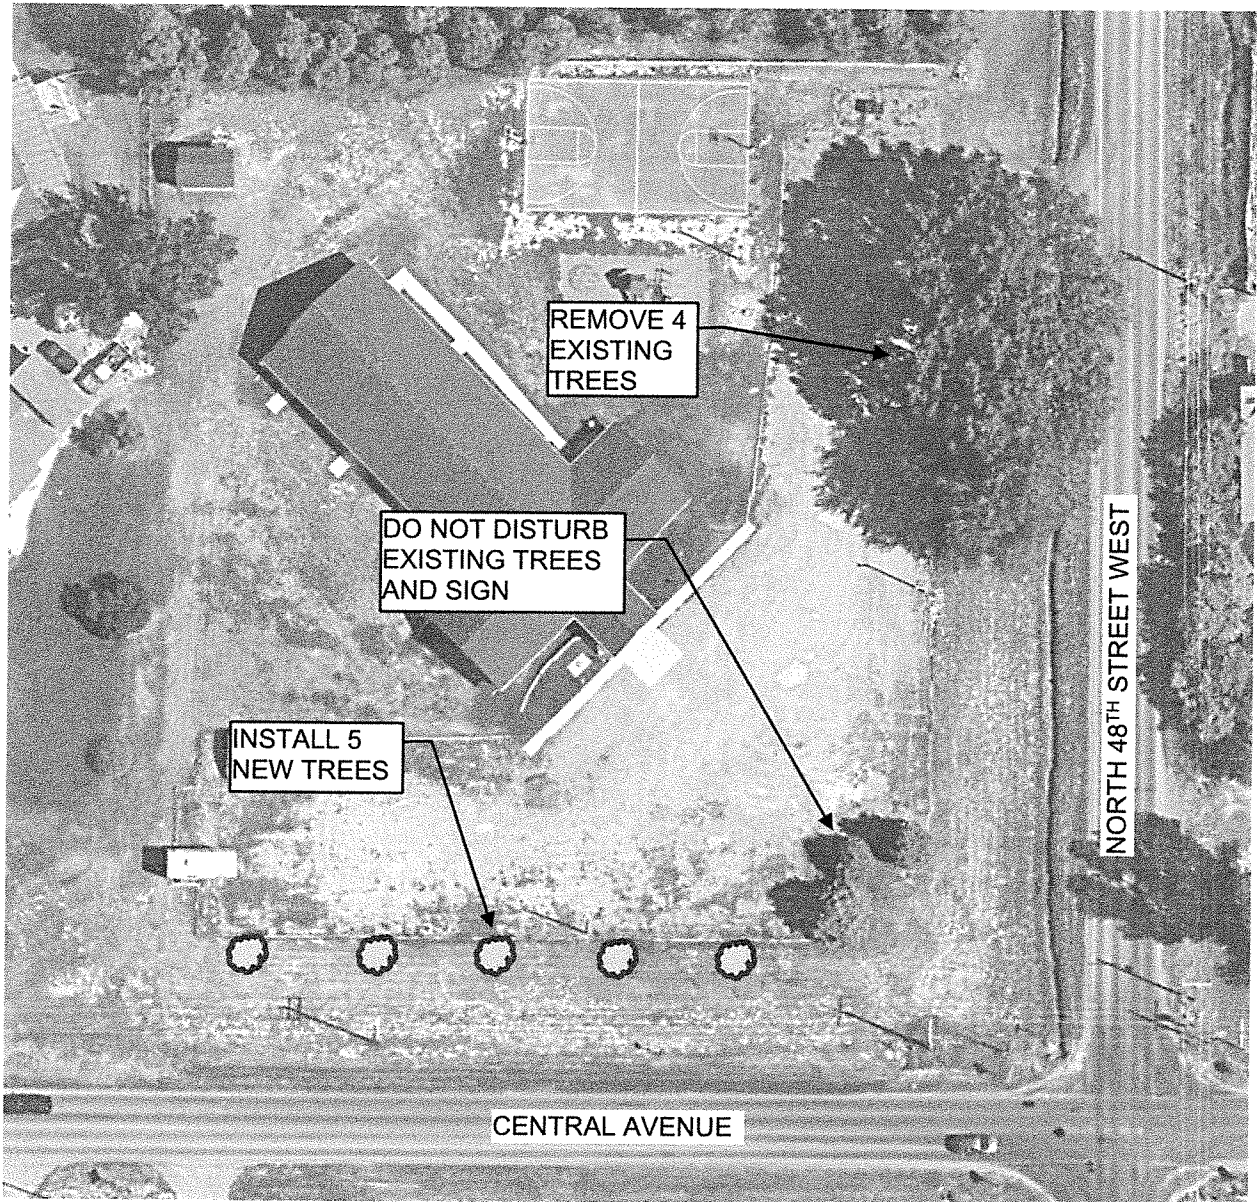 REMOVE 4
EXISTING
TREES
DO NOT DISTURB
EXISTING TREES
AND SIGN
INSTALL 5
NEW TREES
NORTH 48TH STREET WEST
CENTRAL AVENUE